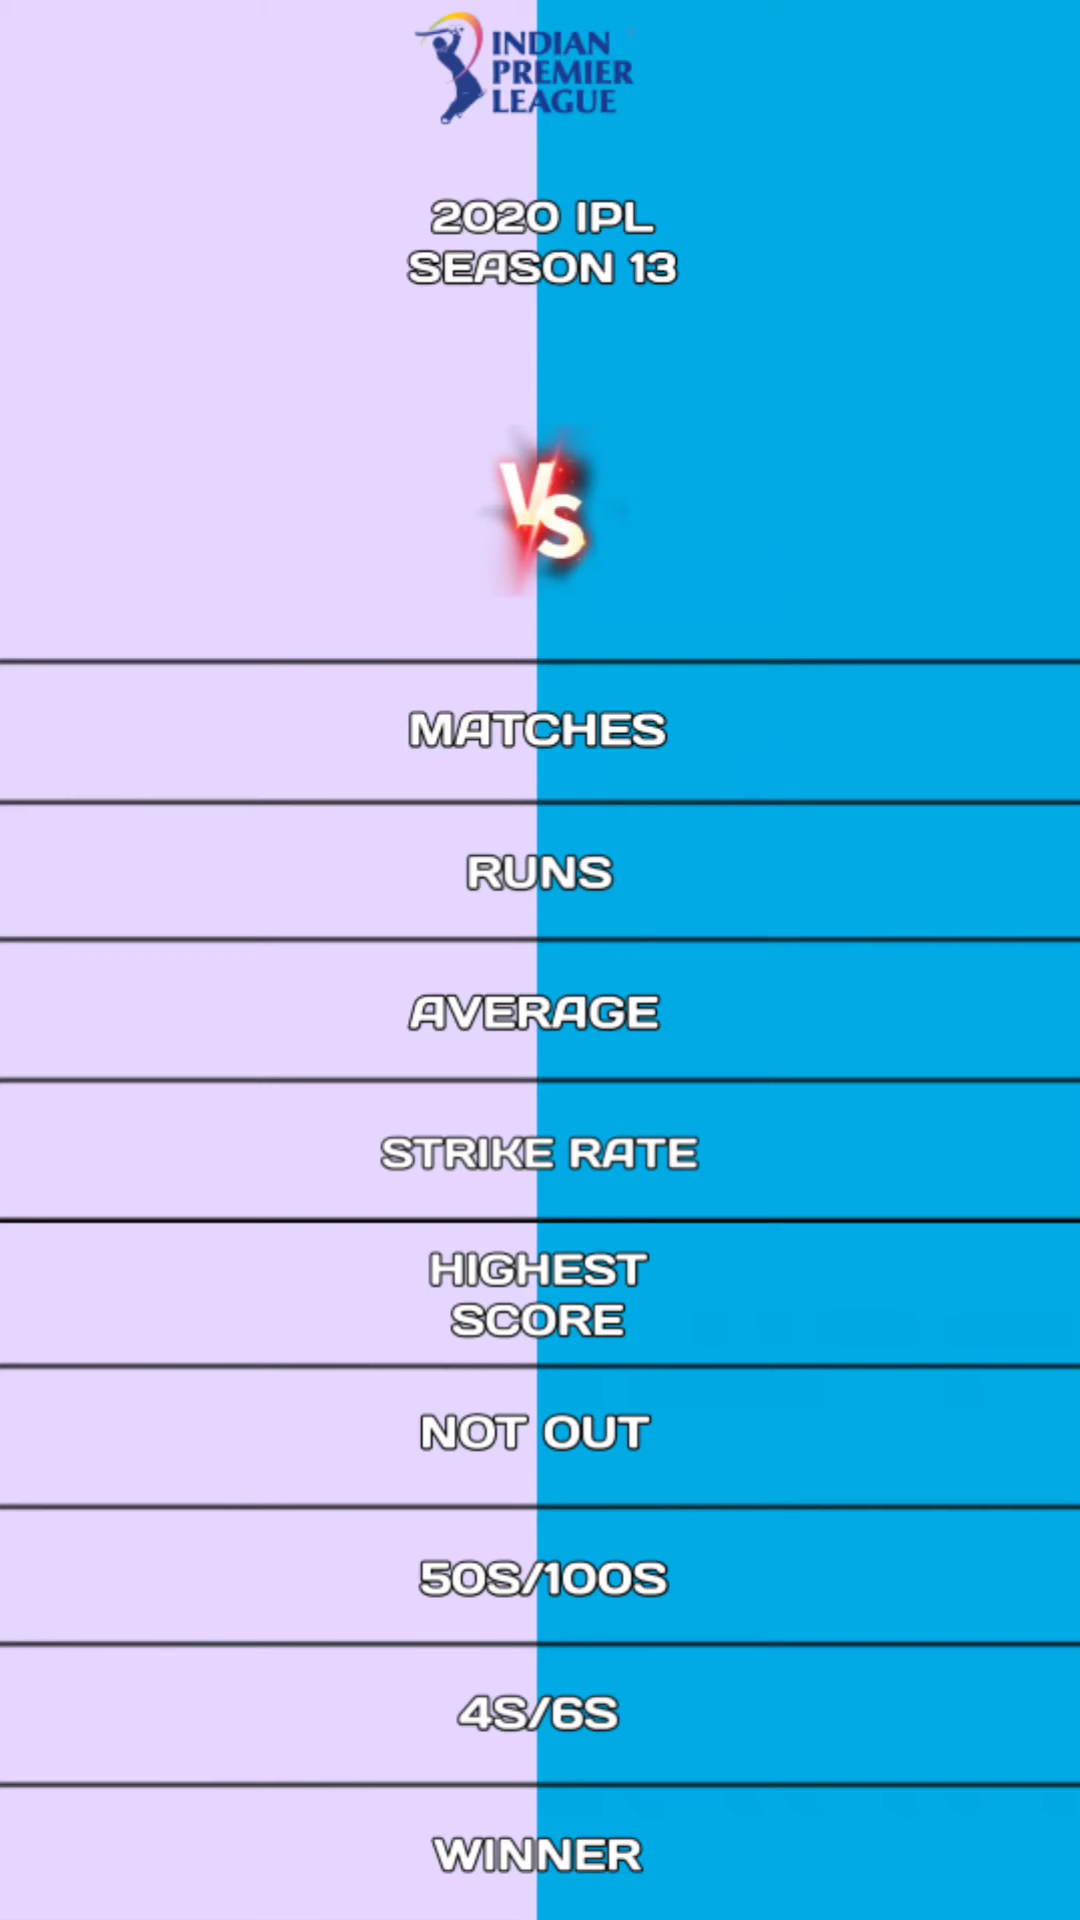 INDIAN
PREMIER
LEAGUE
2020 IPL
SEASON 13
VS
MATCHES
RUNS
AVERAGE
STRIKE RATE
HIGHEST
SCORE
NOT OUT
50S/100S
4S/6S
WINNER